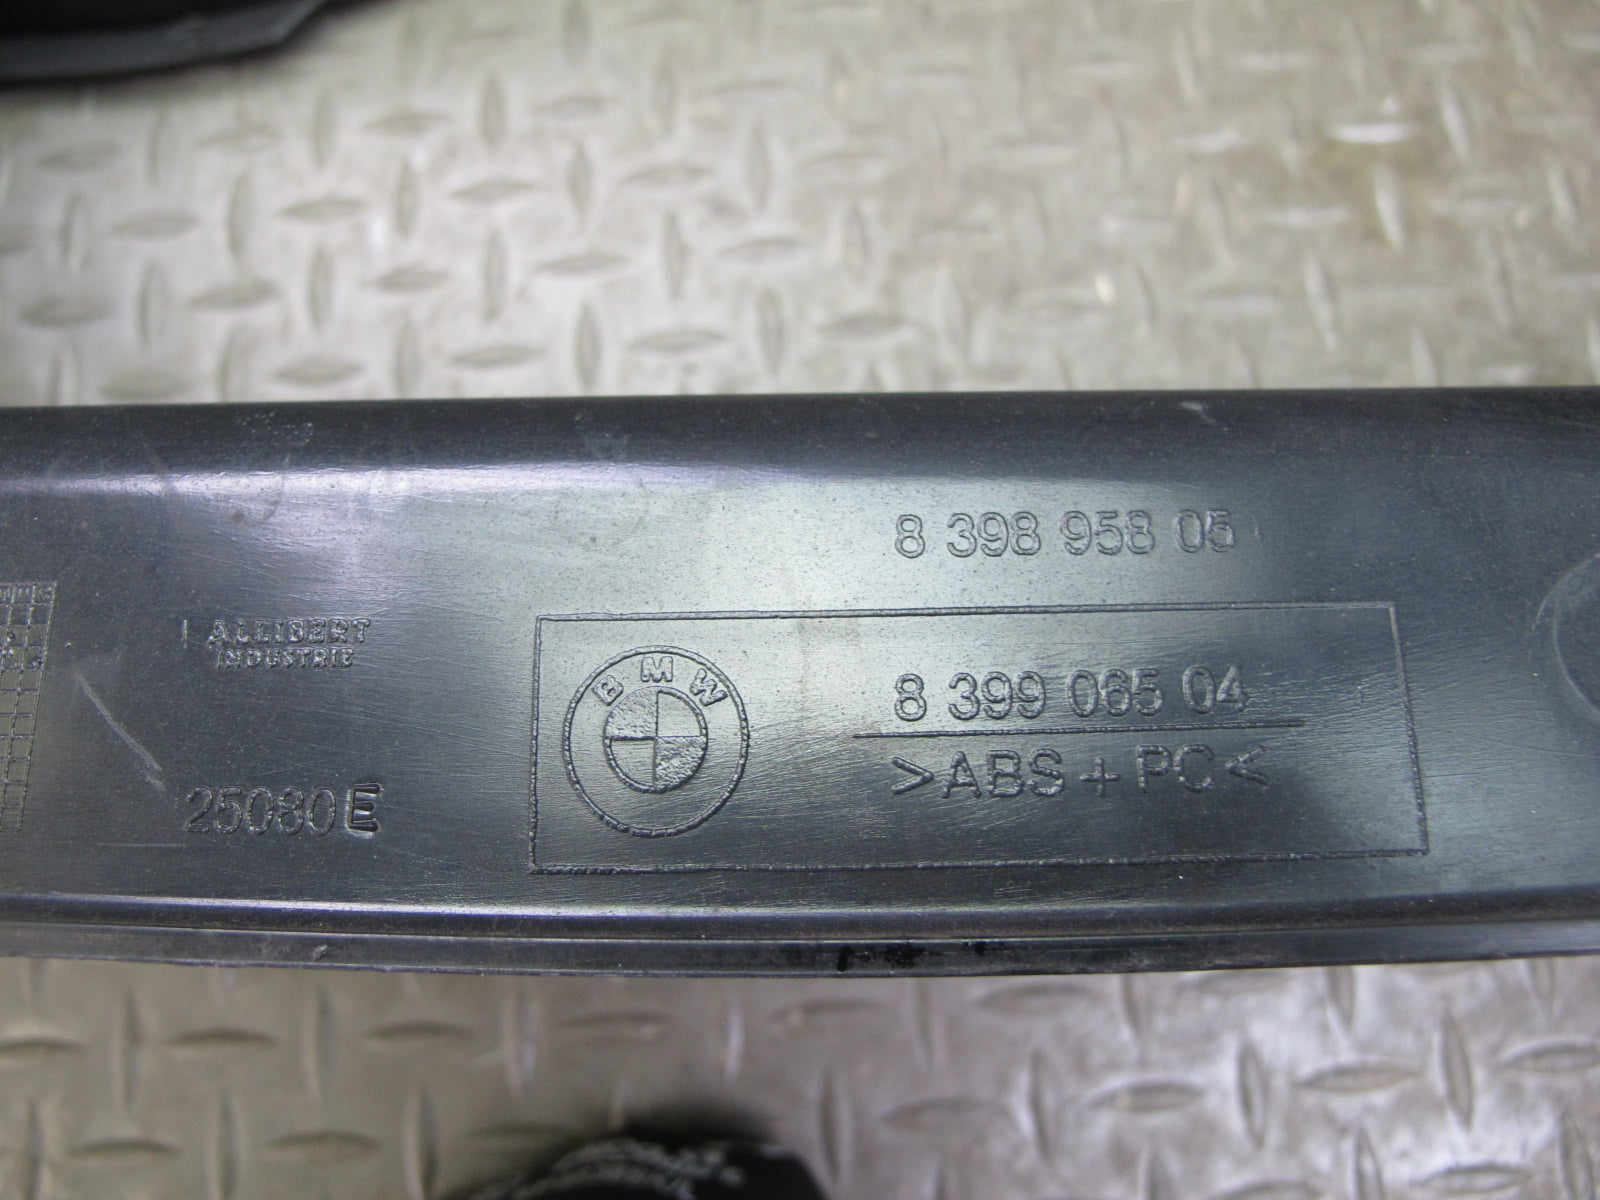 8 398 958 05
ALLIBERT
INDUSTRIE
BMW
8 399 065 04
>ABS + PC<
25080E